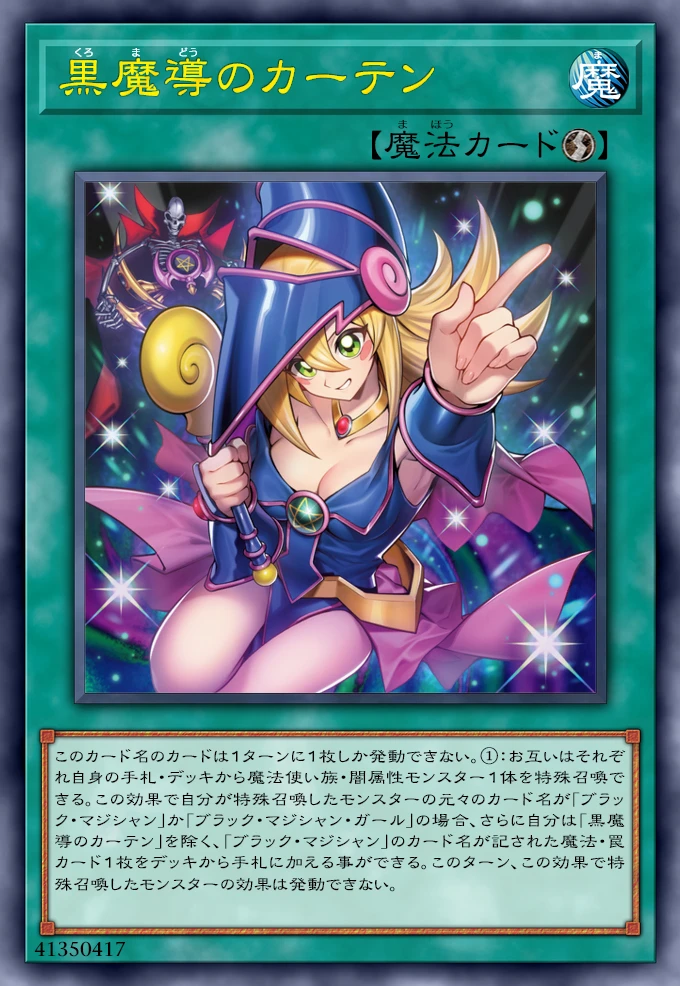 くろ ま どう
黒魔導のカーテン
ま
魔
ま ほう
【魔法カード】
このカード名のカードは1ターンに1枚しか発動できない。①:お互いはそれぞ
れ自身の手札・デッキから魔法使い族・闇属性モンスター1体を特殊召喚で
きる。この効果で自分が特殊召喚したモンスターの元々のカード名が「ブラッ
ク・マジシャン」か「ブラック・マジシャン・ガール」の場合、さらに自分は「黒魔
導のカーテン」を除く、「ブラック・マジシャン」のカード名が記された魔法・罠
カード1枚をデッキから手札に加える事ができる。このターン、この効果で特
殊召喚したモンスターの効果は発動できない。
41350417